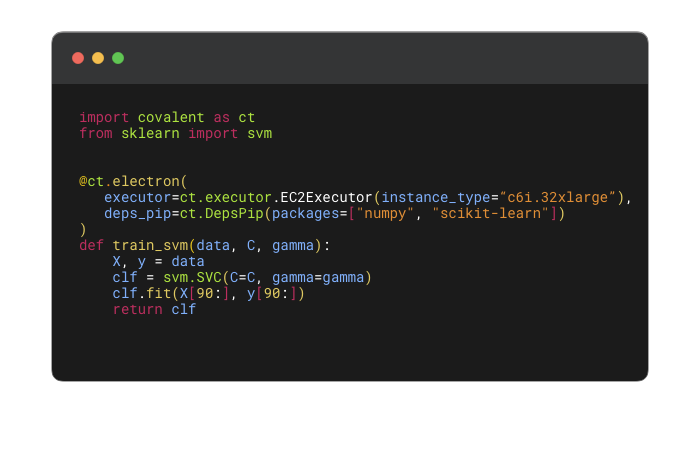 import covalent as ct
from sklearn import svm
@ct.electron(
executor=ct.executor.EC2Executor(instance_type=“c6i.32xlarge”),
deps_pip=ct.DepsPip(packages=["numpy", "scikit-learn"])
)
def train_svm(data, C, gamma):
X, y = data
clf = svm.SVC(C=C, gamma=gamma)
clf.fit(X[90:], y[90:])
return clf